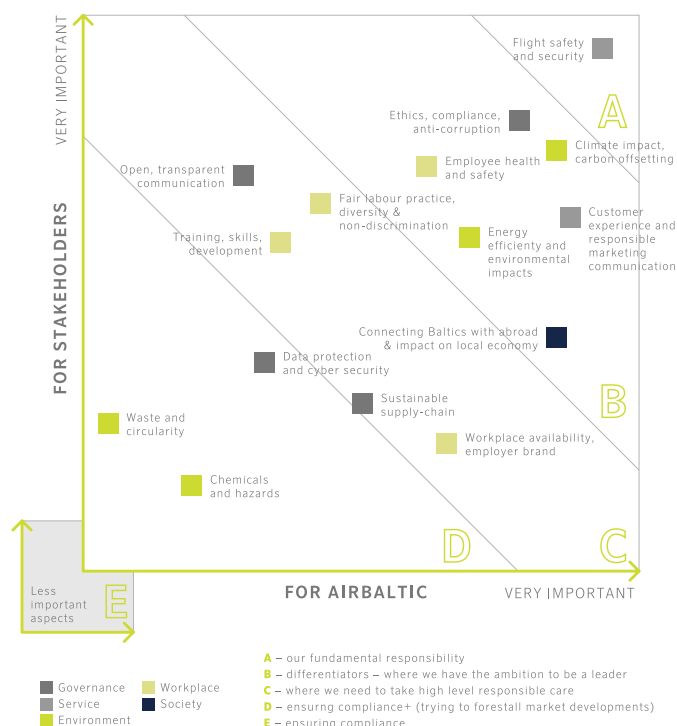 VERY IMPORTANT
FOR STAKEHOLDERS
Flight safety
and security
A
Ethics, compliance,
anti-corruption
Climate impact,
carbon offsetting
Open, transparent
communication
Employee health
and safety
Fair labour practice,
diversity &
non-discrimination
Customer
experience and
responsible
marketing
communication
Training, skills,
development
Energy
efficienty and
environmental
impacts
Connecting Baltics with abroad
& impact on local economy
Data protection
and cyber security
B
Sustainable
supply-chain
Waste and
circularity
Workplace availability,
employer brand
Chemicals
and hazards
D
C
Less
important
aspects
E
FOR AIRBALTIC
VERY IMPORTANT
Governance
Service
Environment
Workplace
Society
A – our fundamental responsibility
B – differentiators – where we have the ambition to be a leader
C – where we need to take high level responsible care
D – ensurng compliance+ (trying to forestall market developments)
E – ensuring compliance